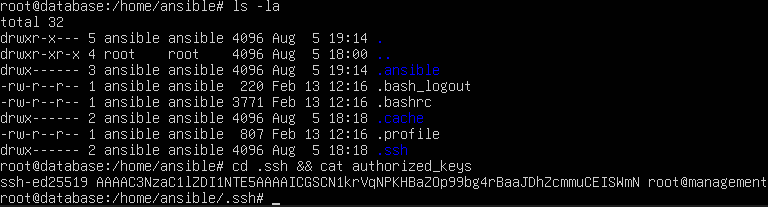 root@database:/home/ansible# ls -la
total 32
drwxr-x--- 5 ansible ansible 4096 Aug  5 19:14 .
drwxr-xr-x 4 root    root    4096 Aug  5 18:00 ..
drwx------ 3 ansible ansible 4096 Aug  5 19:14 .ansible
-rw-r--r-- 1 ansible ansible  220 Feb 13 12:16 .bash_logout
-rw-r--r-- 1 ansible ansible 3771 Feb 13 12:16 .bashrc
drwx------ 2 ansible ansible 4096 Aug  5 18:18 .cache
-rw-r--r-- 1 ansible ansible  807 Feb 13 12:16 .profile
drwx------ 2 ansible ansible 4096 Aug  5 18:18 .ssh
root@database:/home/ansible# cd .ssh && cat authorized_keys
ssh-ed25519 AAAAC3NzaC1lZDI1NTE5AAAAICGSCN1krVqNPKHBaZOp99bg4rBaaJDhZcmmuCEISWmN root@management
root@database:/home/ansible/.ssh# _